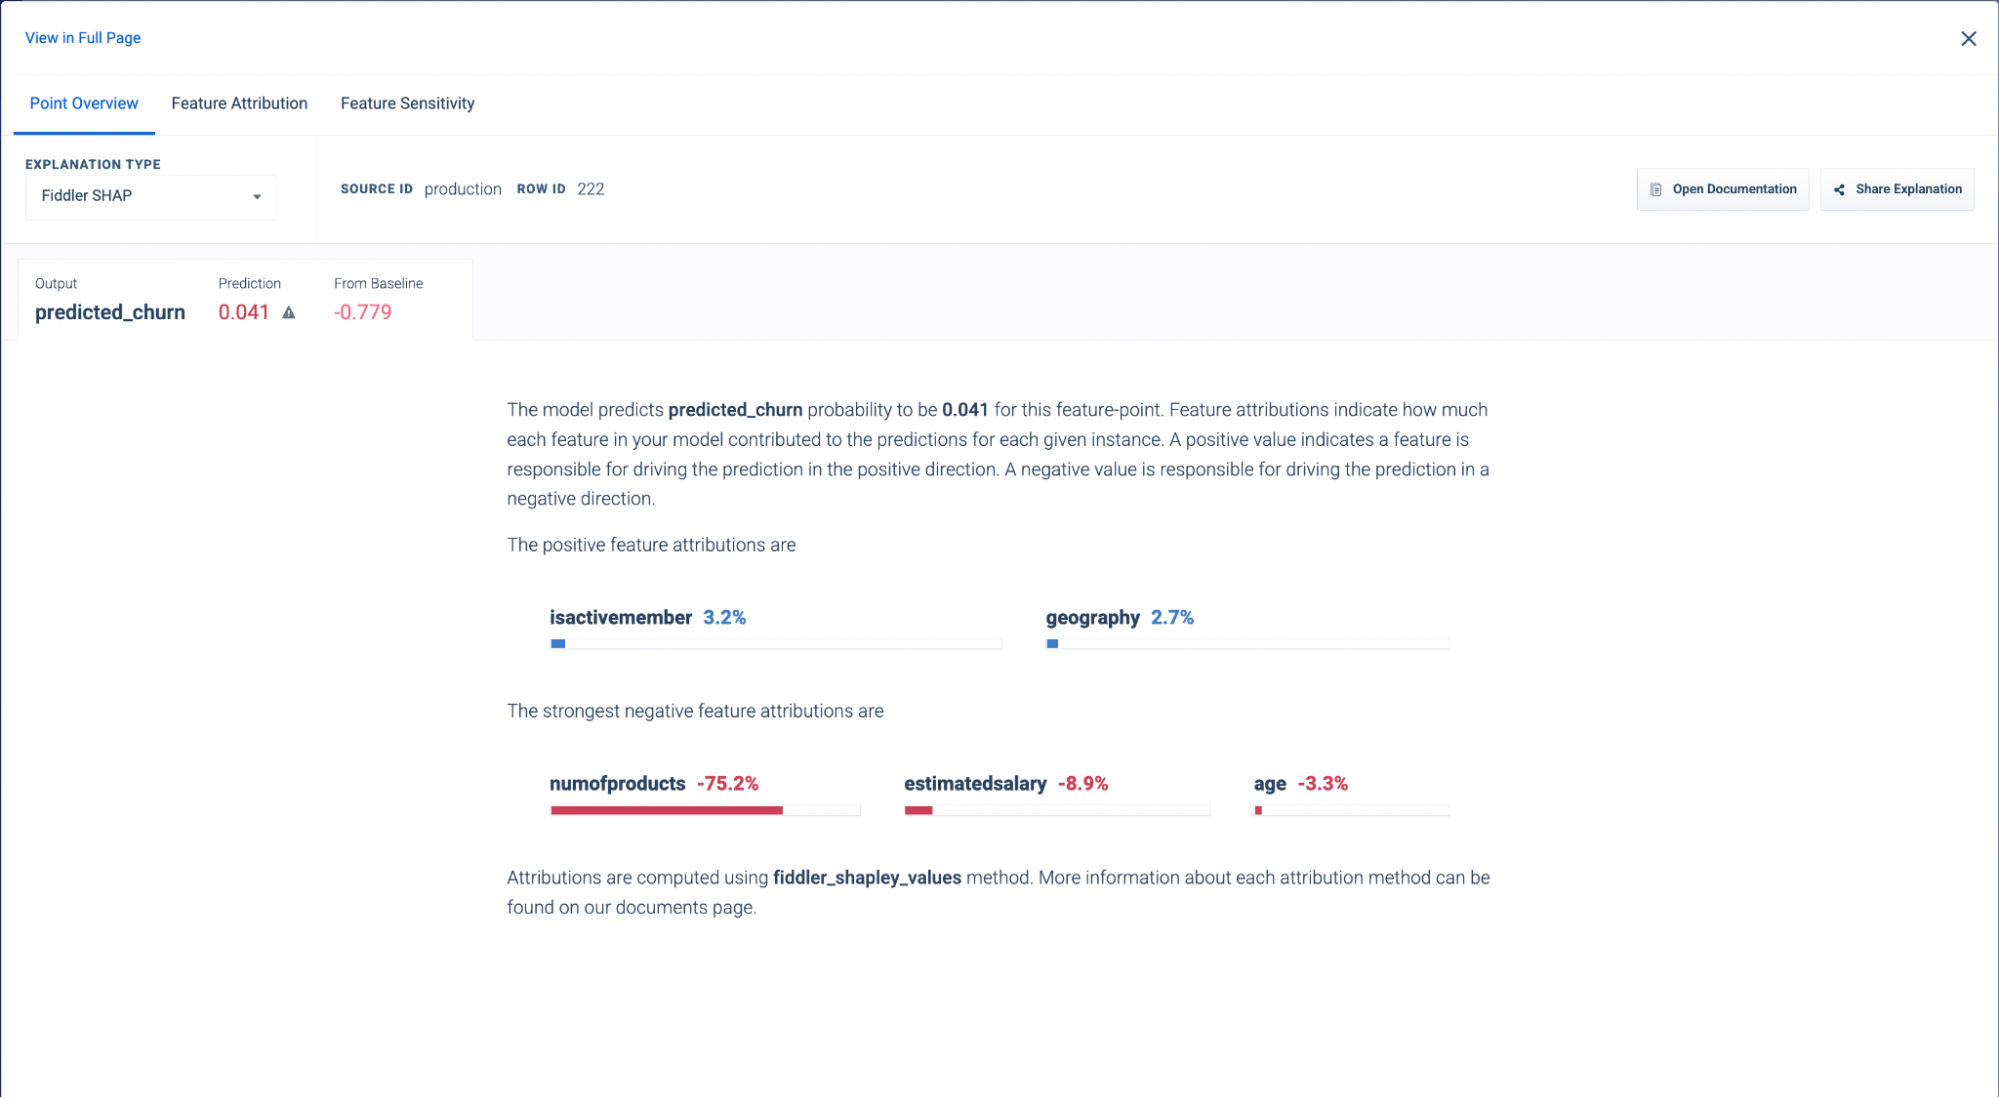 View in Full Page
Point Overview Feature Attribution Feature Sensitivity
EXPLANATION TYPE
Fiddler SHAP
SOURCE ID production ROW ID 222
Open Documentation
Share Explanation
Output Prediction From Baseline
predicted_churn 0.041 -0.779
The model predicts predicted_churn probability to be 0.041 for this feature-point. Feature attributions indicate how much
each feature in your model contributed to the predictions for each given instance. A positive value indicates a feature is
responsible for driving the prediction in the positive direction. A negative value is responsible for driving the prediction in a
negative direction.
The positive feature attributions are
isactivemember 3.2% geography 2.7%
The strongest negative feature attributions are
numofproducts -75.2% estimatedsalary -8.9% age -3.3%
Attributions are computed using fiddler_shapley_values method. More information about each attribution method can be
found on our documents page.